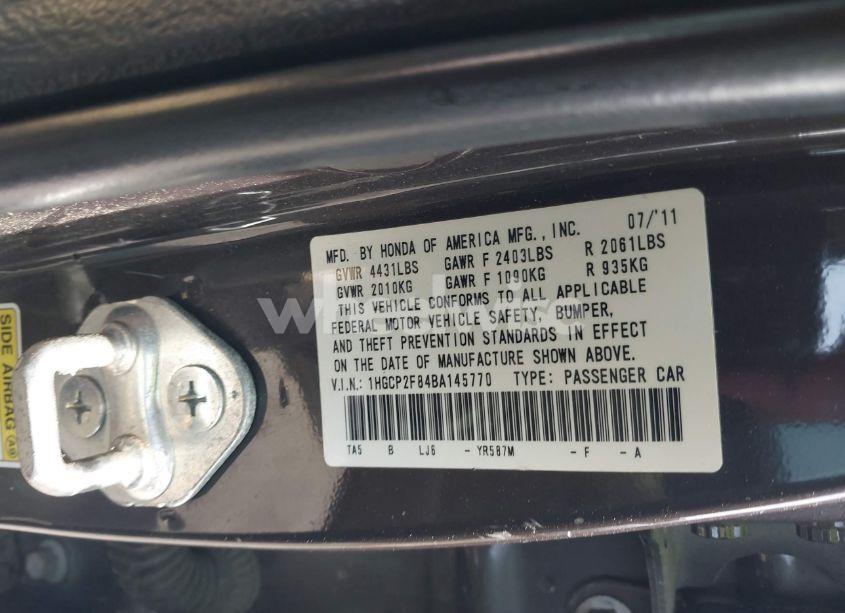 07/'11
MFD. BY HONDA OF AMERICA MFG., INC.
GVWR 4431LBS GAWR F 2403LBS R 2061LBS
GVWR 2010KG GAWR F 1090KG R 935KG
THIS VEHICLE CONFORMS TO ALL APPLICABLE
FEDERAL MOTOR VEHICLE SAFETY, BUMPER,
AND THEFT PREVENTION STANDARDS IN EFFECT
ON THE DATE OF MANUFACTURE SHOWN ABOVE.
V.I.N.: 1HGCP2F84BA145770 TYPE: PASSENGER CAR
TA5 B LJ6 - YR587M - F - A
SIDE AIRBAG